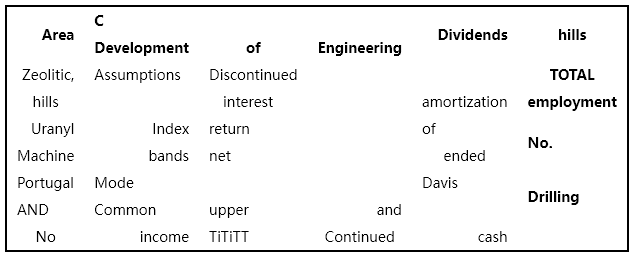 C
Area Dividends hills
Development of Engineering
Zeolitic, Assumptions Discontinued TOTAL
hills interest amortization employment
Uranyl Index return of
No.
Machine bands net ended
Portugal Mode Davis
Drilling
AND Common upper and
No income TiTiTT Continued cash